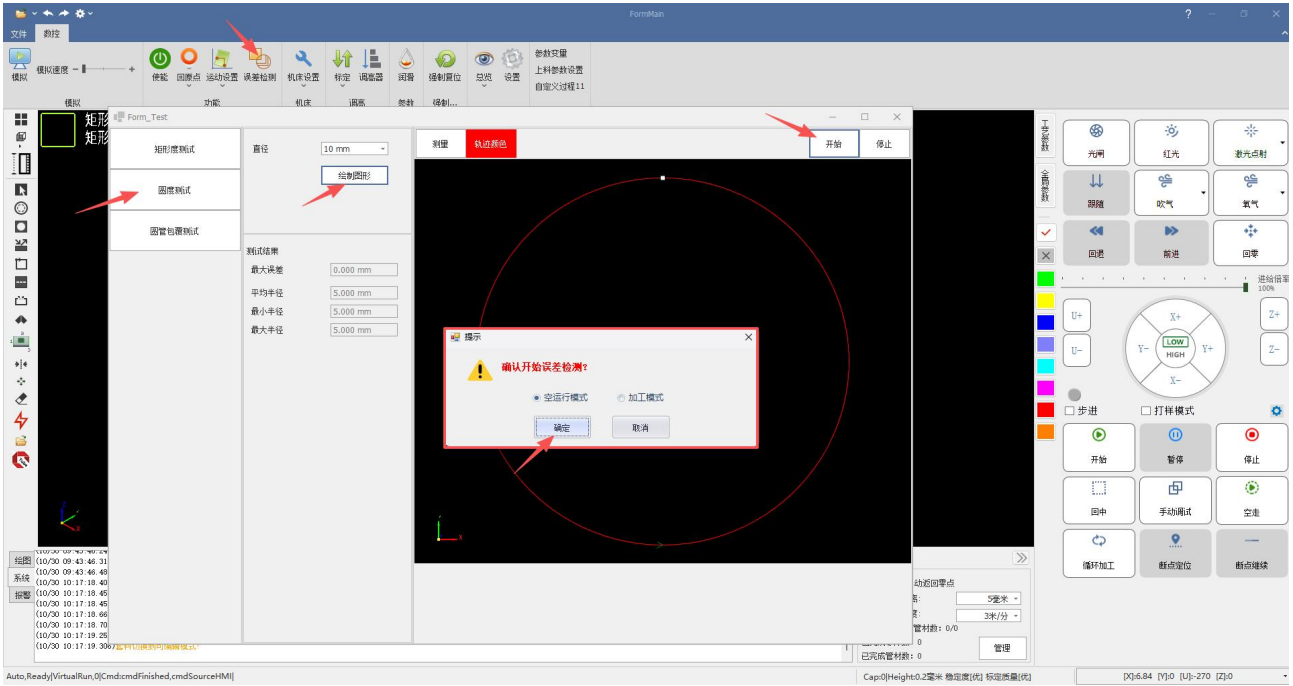 FormMain
?
文件 数控
模拟 模拟速度 使能 回原点 运动设置 误差检测 机床设置 标定 调高器 润滑 强制复位 总览 设置
参数变量
上料参数设置
自定义过程11
模拟 功能 机床 调高 参数 强制...
矩形
矩形
Form_Test
矩形度测试
圆度测试
圆管包覆测试
直径 10 mm
绘制图形
测试结果
最大误差 0.000 mm
平均半径 5.000 mm
最小半径 5.000 mm
最大半径 5.000 mm
测量 轨迹颜色 开始 停止
提示
确认开始误差检测?
空运行模式 加工模式
确定 取消
工艺参数
全局参数
光闸 红光 激光点射
跟随 吹气 氧气
回退 前进 回零
进给倍率
100%
U+ X+ Z+
Y- LOW Y+
HIGH
U- X- Z-
步进 打样模式
开始 暂停 停止
回中 手动调试 空走
循环加工 断点定位 断点继续
绘图
系统
报警
(10/30 09:43:46.31
(10/30 09:43:46.48
(10/30 10:17:18.40
(10/30 10:17:18.45
(10/30 10:17:18.45
(10/30 10:17:18.66
(10/30 10:17:18.70
(10/30 10:17:19.25
(10/30 10:17:19.306)
动返回零点
5毫米
3米/分
管材数: 0/0
已完成管材数: 0
管理
Auto,Ready|VirtualRun,0|Cmd:cmdFinished,cmdSourceHMI|
Cap:0|Height:0.2毫米 稳定度[优] 标定质量[优]
[X]:6.84 [Y]:0 [U]:-270 [Z]:0